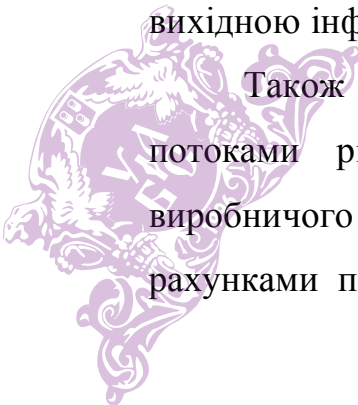 вихідною інф
Також
потоками р
виробничого
рахунками п